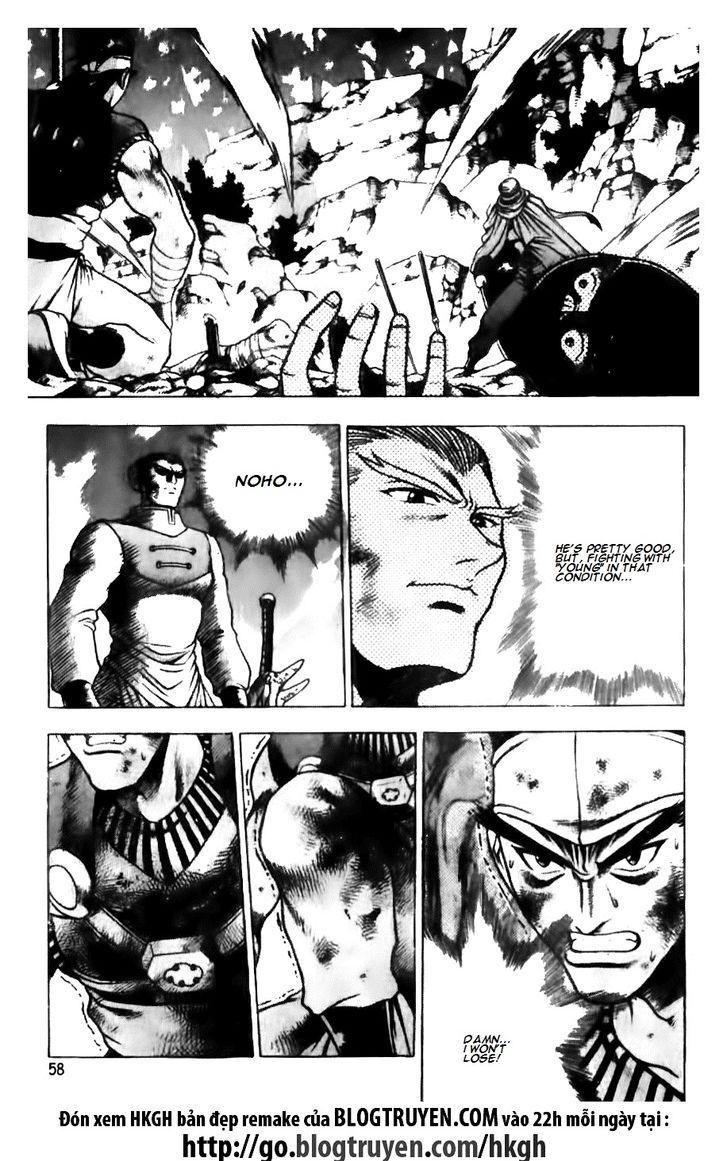 NOHO...
HE'S PRETTY GOOD,
BUT, FIGHTING WITH
"YOUNG" IN THAT
CONDITION...
DAMN...
I WON'T
LOSE!
58
Đón xem HKGH bản đẹp remake của BLOGTRUYEN.COM vào 22h mỗi ngày tại :
http://go.blogtruyen.com/hkgh